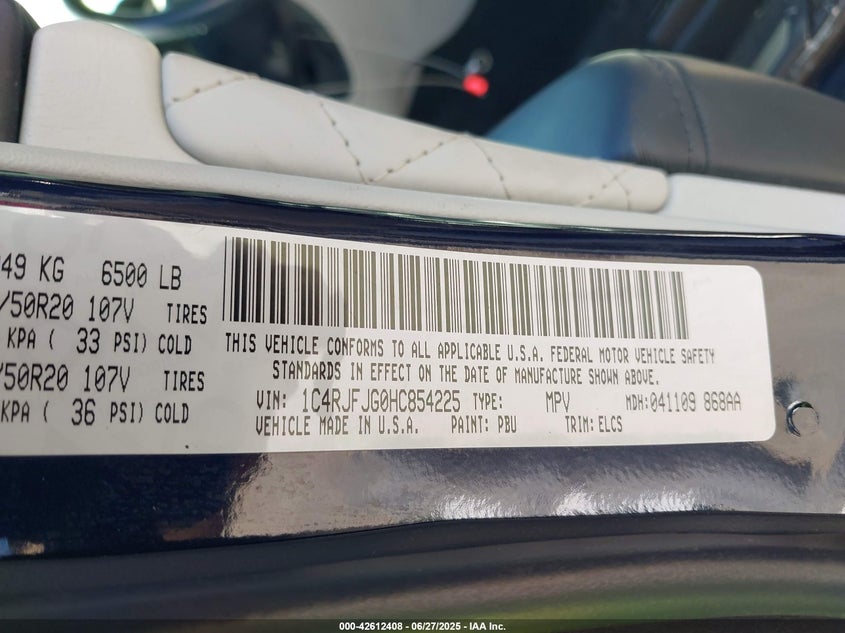 949 KG 6500 LB
/50R20 107V TIRES
KPA ( 33 PSI) COLD
/50R20 107V TIRES
KPA ( 36 PSI) COLD
THIS VEHICLE CONFORMS TO ALL APPLICABLE U.S.A. FEDERAL MOTOR VEHICLE SAFETY
STANDARDS IN EFFECT ON THE DATE OF MANUFACTURE SHOWN ABOVE.
VIN: 1C4RJFJG0HC854225 TYPE: MPV MDH: 041109 868AA
VEHICLE MADE IN U.S.A. PAINT: PBU TRIM: ELCS
000-42612408 - 06/27/2025 - IAA Inc.